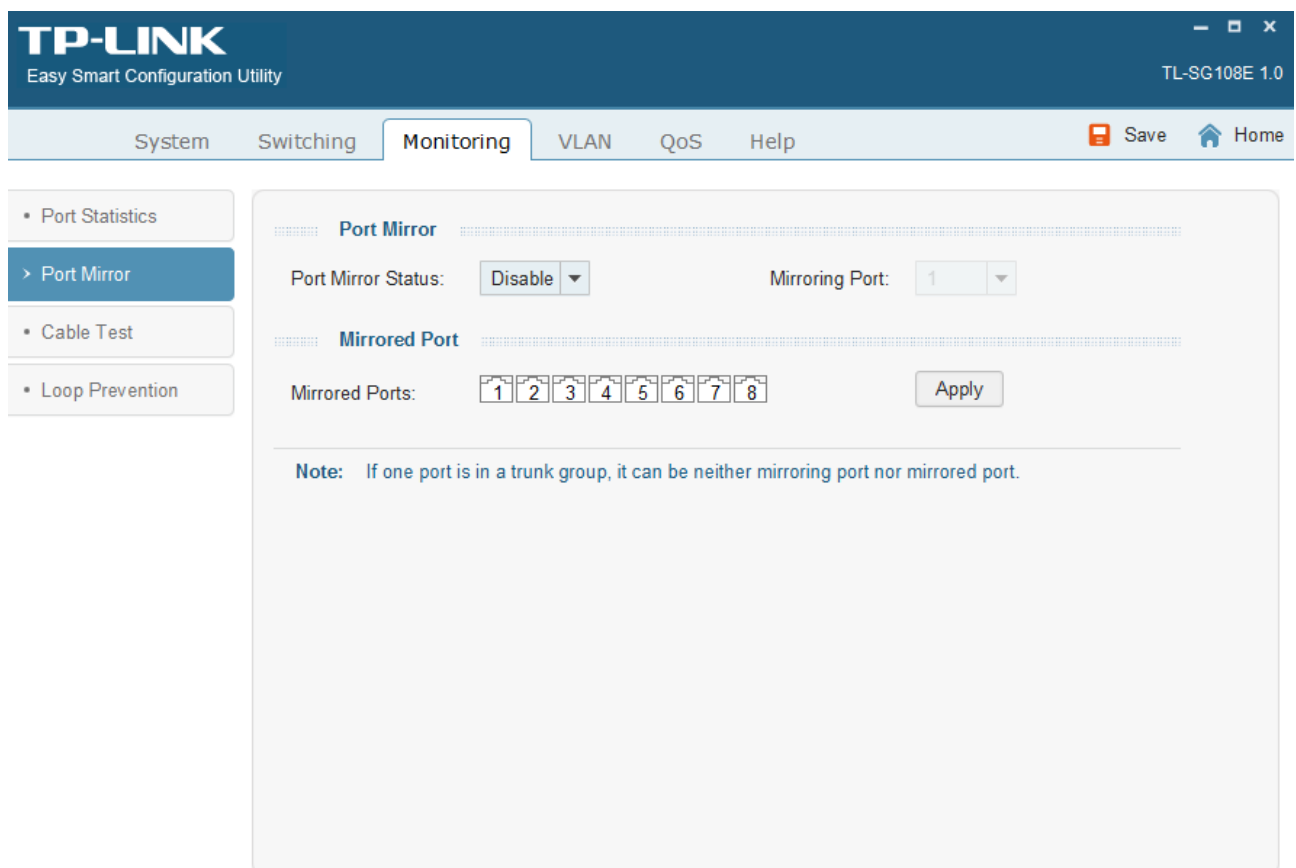 TP-LINK
Easy Smart Configuration Utility
TL-SG108E 1.0
System Switching Monitoring VLAN QoS Help Save Home
• Port Statistics
> Port Mirror
• Cable Test
• Loop Prevention
Port Mirror
Port Mirror Status: Disable Mirroring Port: 1
Mirrored Port
Mirrored Ports: 1 2 3 4 5 6 7 8 Apply
Note: If one port is in a trunk group, it can be neither mirroring port nor mirrored port.